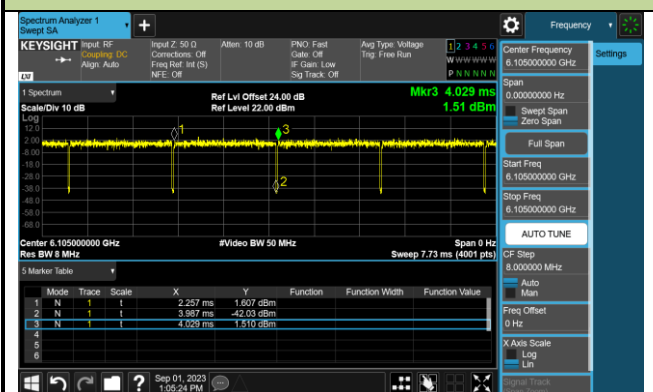 Spectrum Analyzer 1
Swept SA
+
Frequency
KEYSIGHT
Input: RF
Coupling: DC
Align: Auto
Input Z: 50 Ω
Corrections: Off
Freq Ref: Int (S)
NFE: Off
Atten: 10 dB
PNO: Fast
Gate: Off
IF Gain: Low
Sig Track: Off
Avg Type: Voltage
Trig: Free Run
1 2 3 4 5 6
W W W W W W
P N N N N N
LXI
Center Frequency
6.105000000 GHz
Settings
1 Spectrum
Scale/Div 10 dB
Ref Lvl Offset 24.00 dB
Ref Level 22.00 dBm
Mkr3 4.029 ms
1.51 dBm
Span
0.00000000 Hz
Swept Span
Zero Span
Log
12.0
2.00
-8.00
-18.0
-28.0
-38.0
-48.0
-58.0
-68.0
1
3
2
Full Span
Start Freq
6.105000000 GHz
Stop Freq
6.105000000 GHz
AUTO TUNE
Center 6.105000000 GHz
Res BW 8 MHz
#Video BW 50 MHz
Span 0 Hz
Sweep 7.73 ms (4001 pts)
CF Step
8.000000 MHz
Auto
Man
5 Marker Table
Mode Trace Scale X Y Function Function Width Function Value
1 N 1 t 2.257 ms 1.607 dBm
2 N 1 t 3.987 ms -42.03 dBm
3 N 1 t 4.029 ms 1.510 dBm
4
5
6
Freq Offset
0 Hz
X Axis Scale
Log
Lin
Signal Track
(Span Zoom)
?
Sep 01, 2023
1:05:24 PM